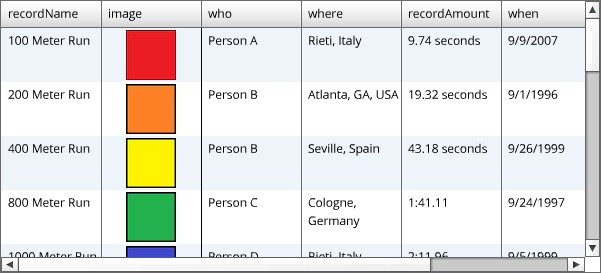 recordName image who where recordAmount when
100 Meter Run Person A Rieti, Italy 9.74 seconds 9/9/2007
200 Meter Run Person B Atlanta, GA, USA 19.32 seconds 9/1/1996
400 Meter Run Person B Seville, Spain 43.18 seconds 9/26/1999
800 Meter Run Person C Cologne, 1:41.11 9/24/1997
Germany
1000 Meter Run Person D Rieti, Italy 2:11.96 9/5/1999